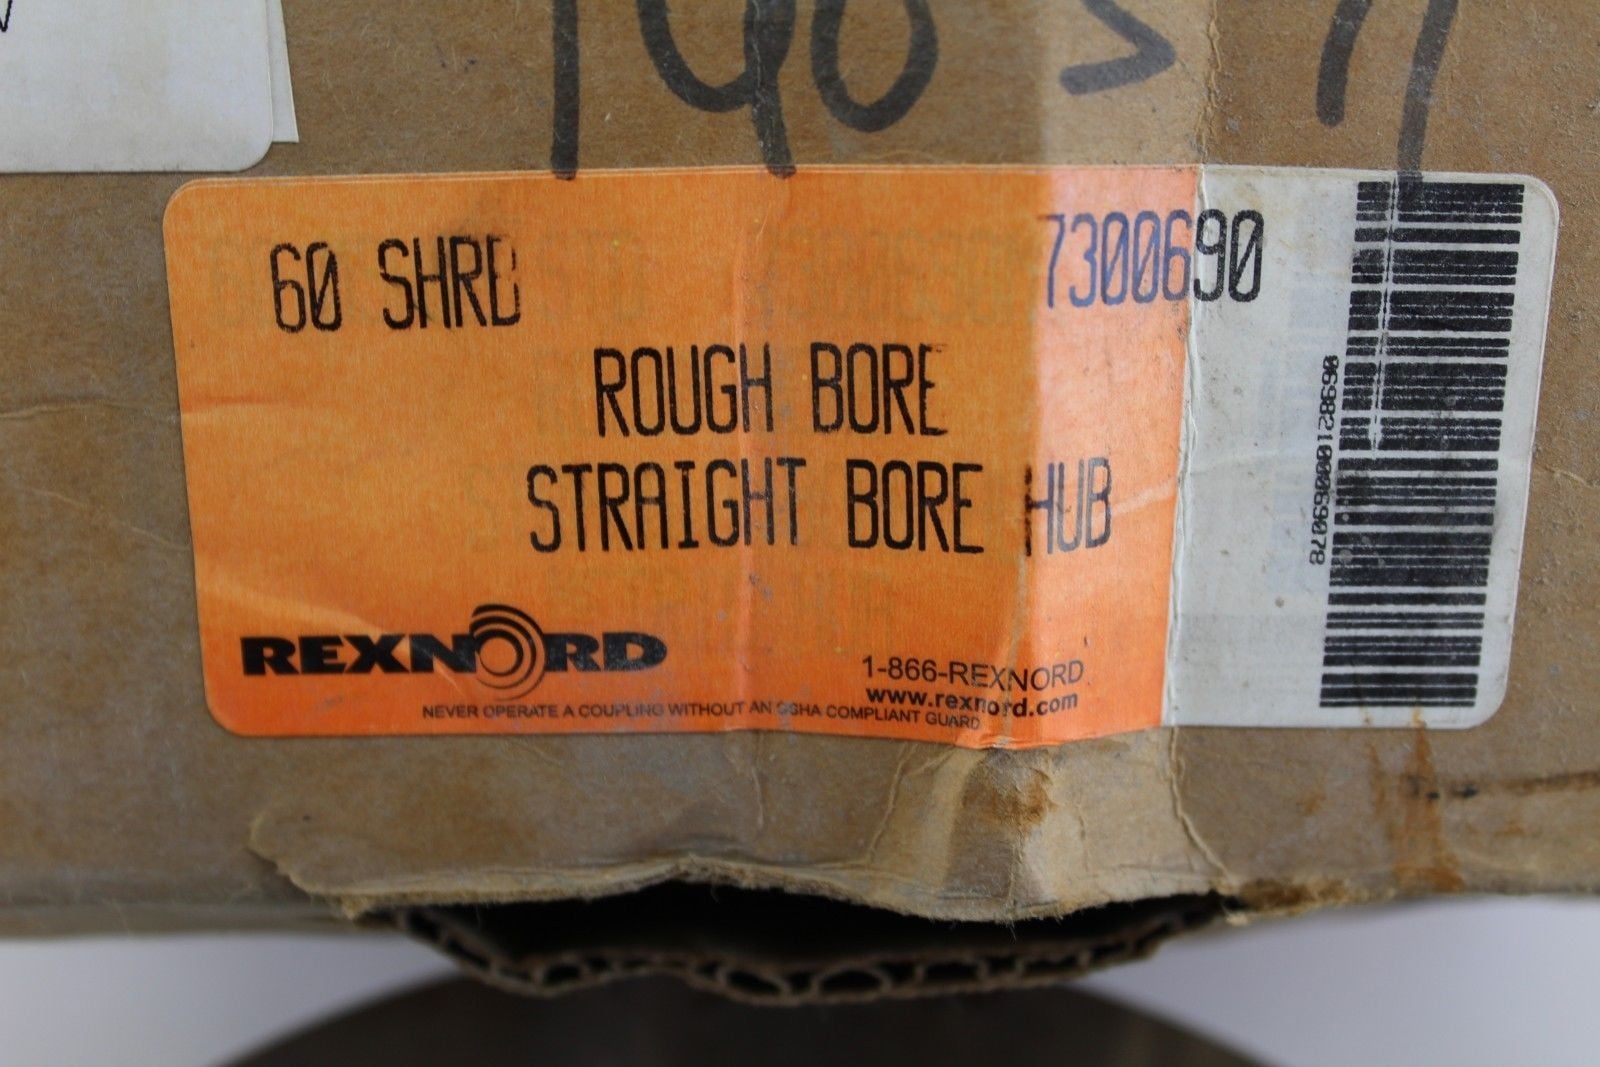 60 SHRB 7300690
ROUGH BORE
STRAIGHT BORE HUB
REXNORD
1-866-REXNORD
www.rexnord.com
NEVER OPERATE A COUPLING WITHOUT AN OSHA COMPLIANT GUARD